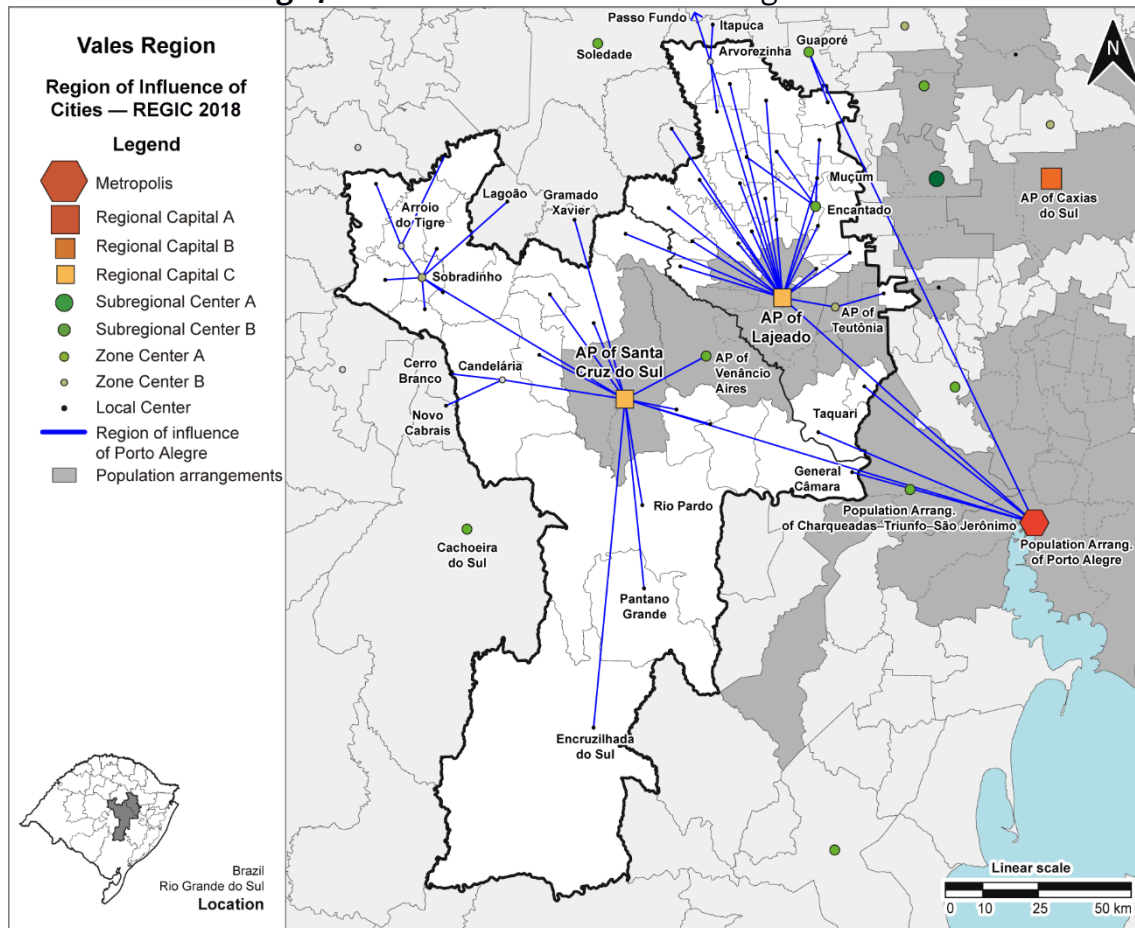 Vales Region
Region of Influence of
Cities — REGIC 2018
Legend
Metropolis
Regional Capital A
Regional Capital B
Regional Capital C
Subregional Center A
Subregional Center B
Zone Center A
Zone Center B
Local Center
Region of influence
of Porto Alegre
Population arrangements
Brazil
Rio Grande do Sul
Location
Passo Fundo
Itapuca
Arvorezinha
Guaporé
Soledade
N
AP of Caxias
do Sul
Muçum
Encantado
Lagoão
Gramado
Xavier
Arroio
do Tigre
Sobradinho
AP of
Lajeado
AP of
Teutônia
AP of Santa
Cruz do Sul
AP of
Venâncio
Aires
Cerro
Branco
Candelária
Novo
Cabrais
Taquari
General
Câmara
Rio Pardo
Population Arrang.
of Charqueadas–Triunfo–São Jerônimo
Population Arrang.
of Porto Alegre
Cachoeira
do Sul
Pantano
Grande
Encruzilhada
do Sul
Linear scale
0 10 25 50 km